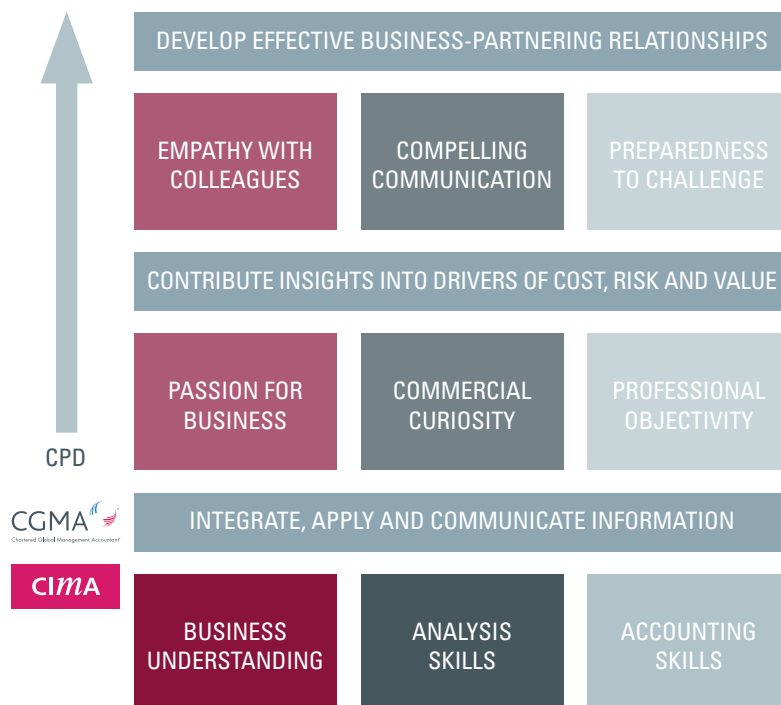 DEVELOP EFFECTIVE BUSINESS-PARTNERING RELATIONSHIPS
EMPATHY WITH
COLLEAGUES
COMPELLING
COMMUNICATION
PREPAREDNESS
TO CHALLENGE
CONTRIBUTE INSIGHTS INTO DRIVERS OF COST, RISK AND VALUE
PASSION FOR
BUSINESS
COMMERCIAL
CURIOSITY
PROFESSIONAL
OBJECTIVITY
CPD
CGMA
Chartered Global Management Accountant
INTEGRATE, APPLY AND COMMUNICATE INFORMATION
CIMA
BUSINESS
UNDERSTANDING
ANALYSIS
SKILLS
ACCOUNTING
SKILLS